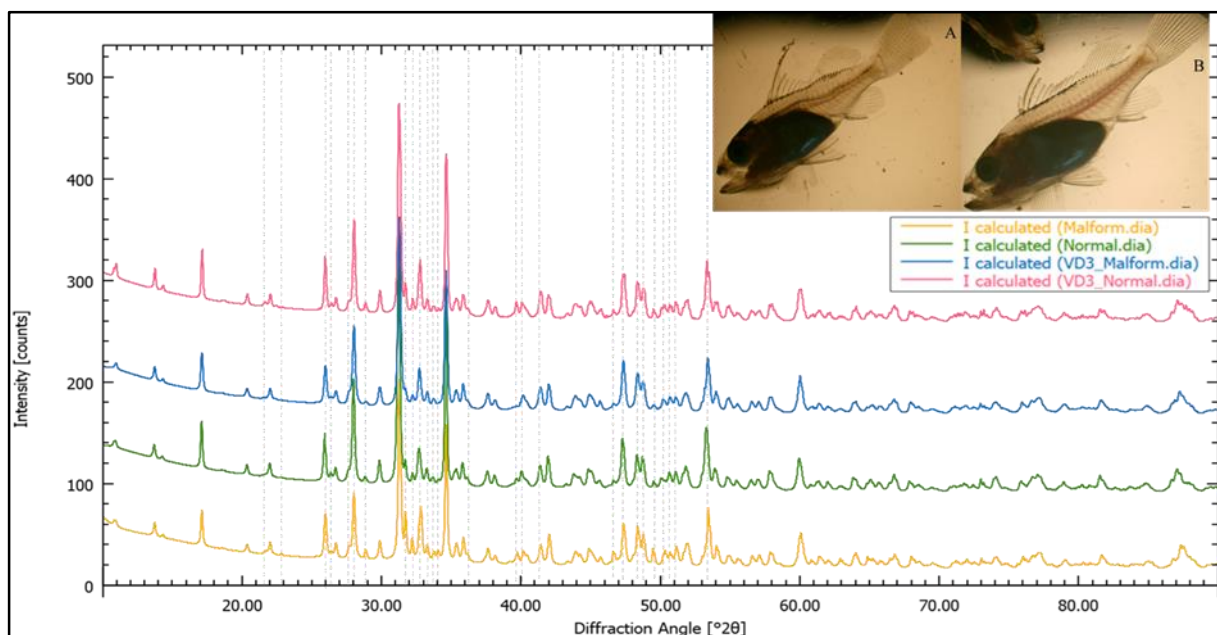 A
B
500
400
300
200
100
0
Intensity [counts]
I calculated (Malform.dia)
I calculated (Normal.dia)
I calculated (VD3_Malform.dia)
I calculated (VD3_Normal.dia)
20.00 30.00 40.00 50.00 60.00 70.00 80.00
Diffraction Angle [°2θ]